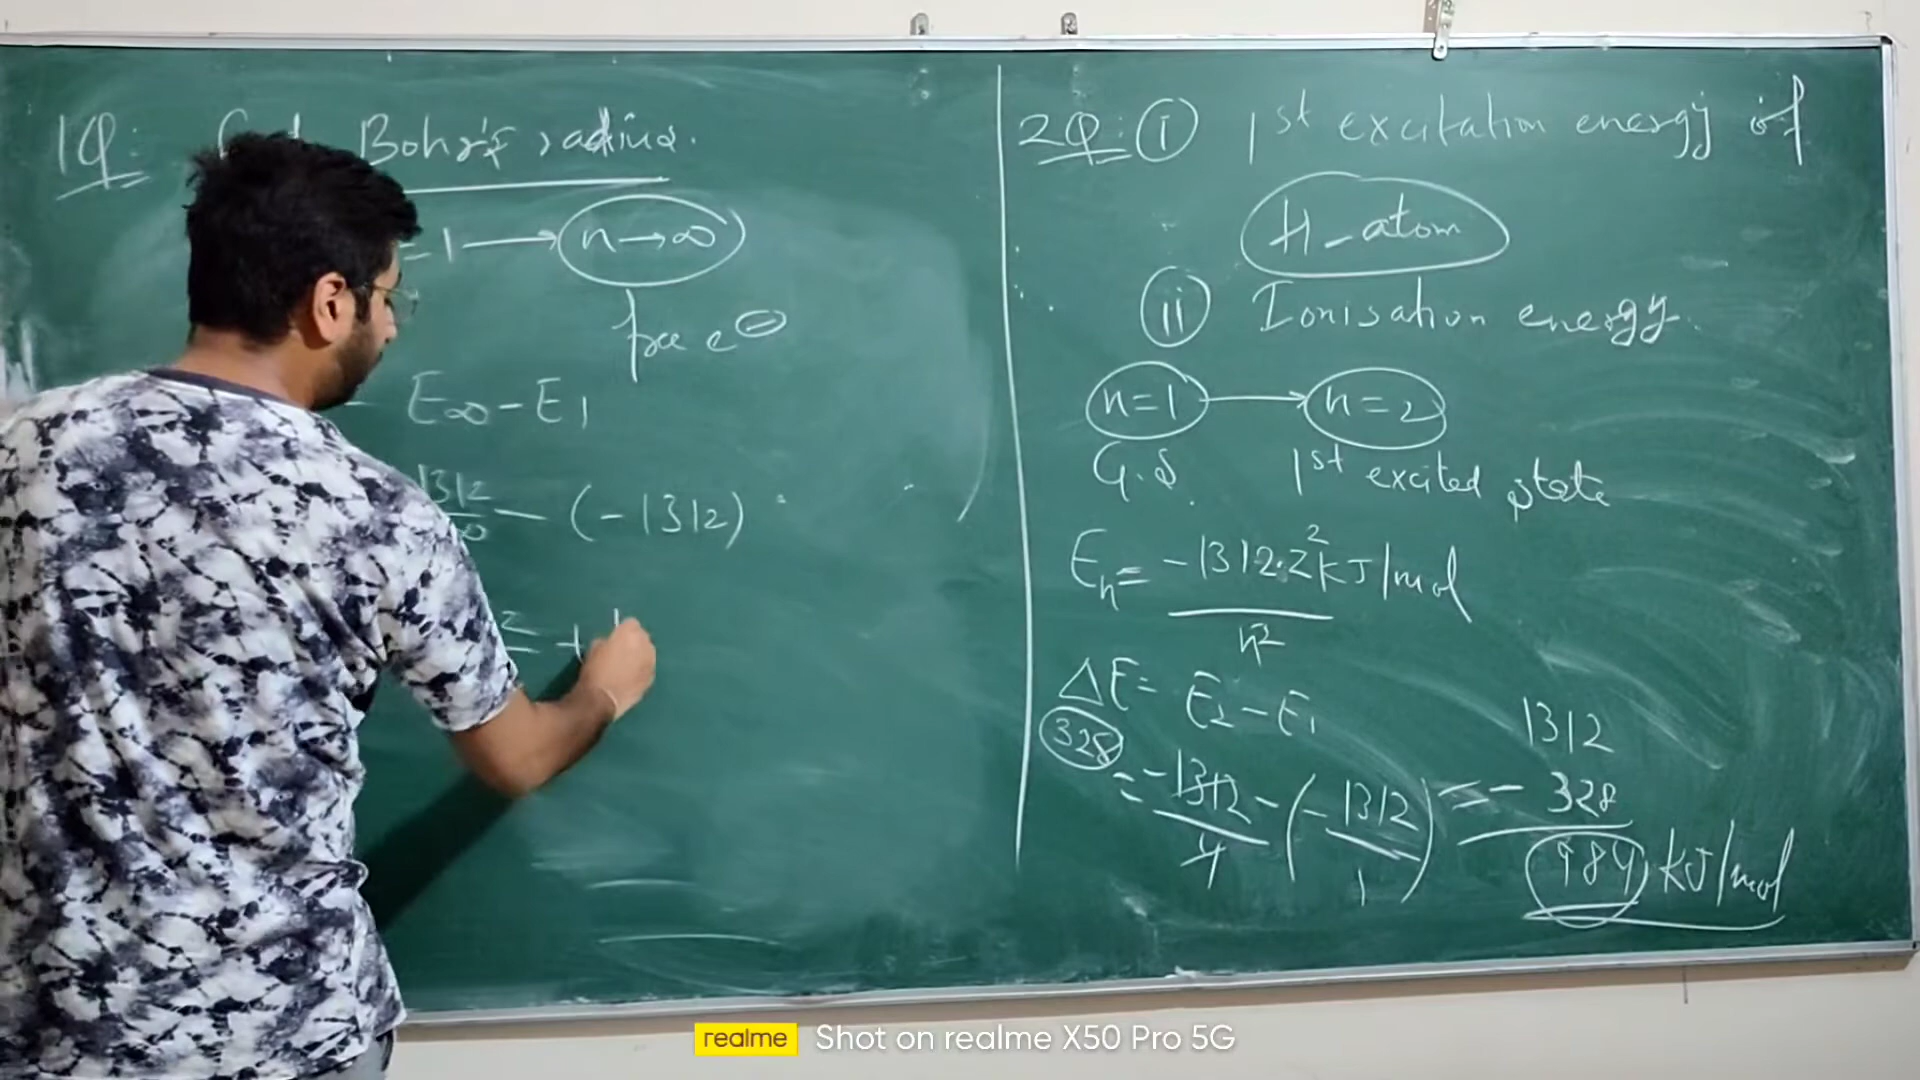 1Q: Bohr's radius.
= 1 → n → ∞
free e⊖
E∞ - E1
1312/∞ - (-1312)
2 = +1
2Q: (i) 1st excitation energy of
H-atom
(ii) Ionisation energy.
n=1 → n=2
G.S. 1st excited state
En = -1312.Z² kJ/mol / n²
ΔE = E2 - E1
328
= -1312/4 - (-1312/1) = 1312
- 328
984 kJ/mol
realme Shot on realme X50 Pro 5G